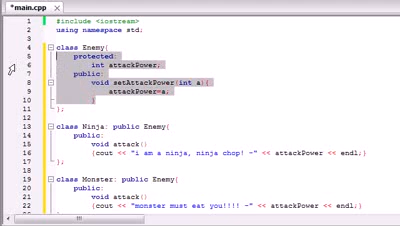 *main.cpp
1 #include <iostream>
2 using namespace std;
3
4 class Enemy{
5 protected:
6 int attackPower;
7 public:
8 void setAttackPower(int a){
9 attackPower=a;
10 }
11 };
12
13 class Ninja: public Enemy{
14 public:
15 void attack()
16 {cout << "i am a ninja, ninja chop! -" << attackPower << endl;}
17 };
18
19 class Monster: public Enemy{
20 public:
21 void attack()
22 {cout << "monster must eat you!!!! -" << attackPower << endl;}